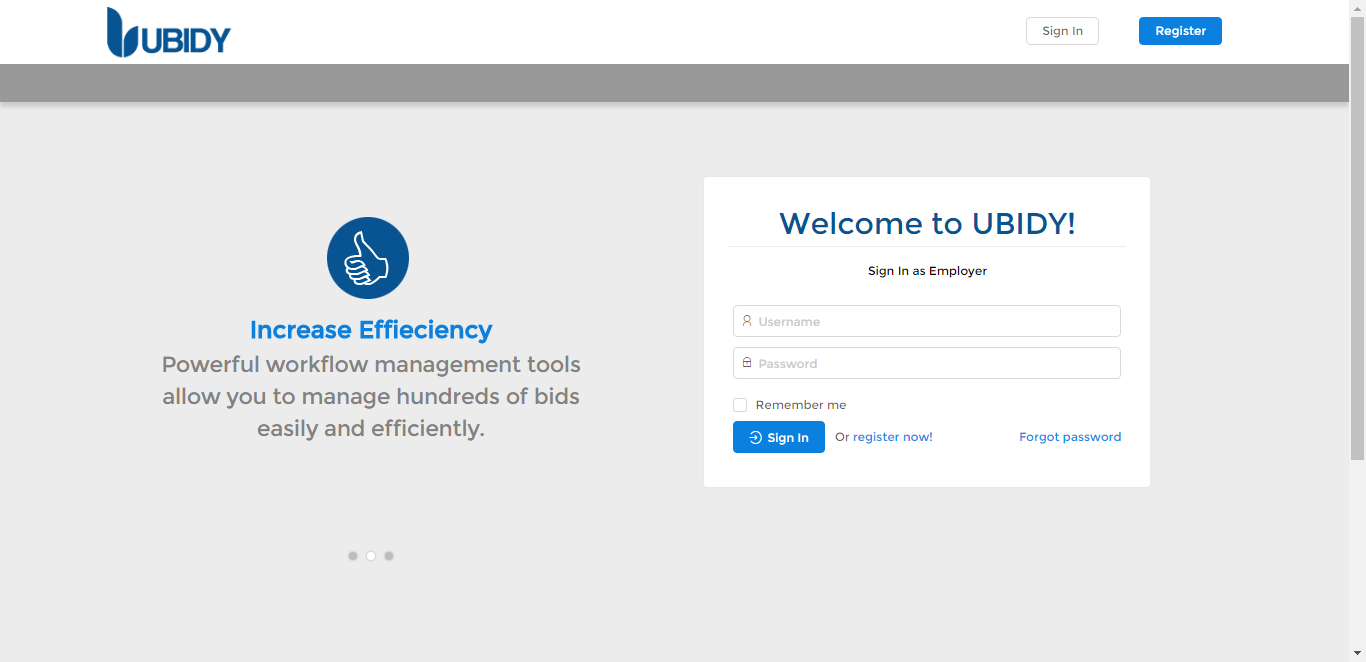 UBIDY
Sign In
Register
Increase Effieciency
Powerful workflow management tools
allow you to manage hundreds of bids
easily and efficiently.
Welcome to UBIDY!
Sign In as Employer
Username
Password
Remember me
Sign In Or register now! Forgot password